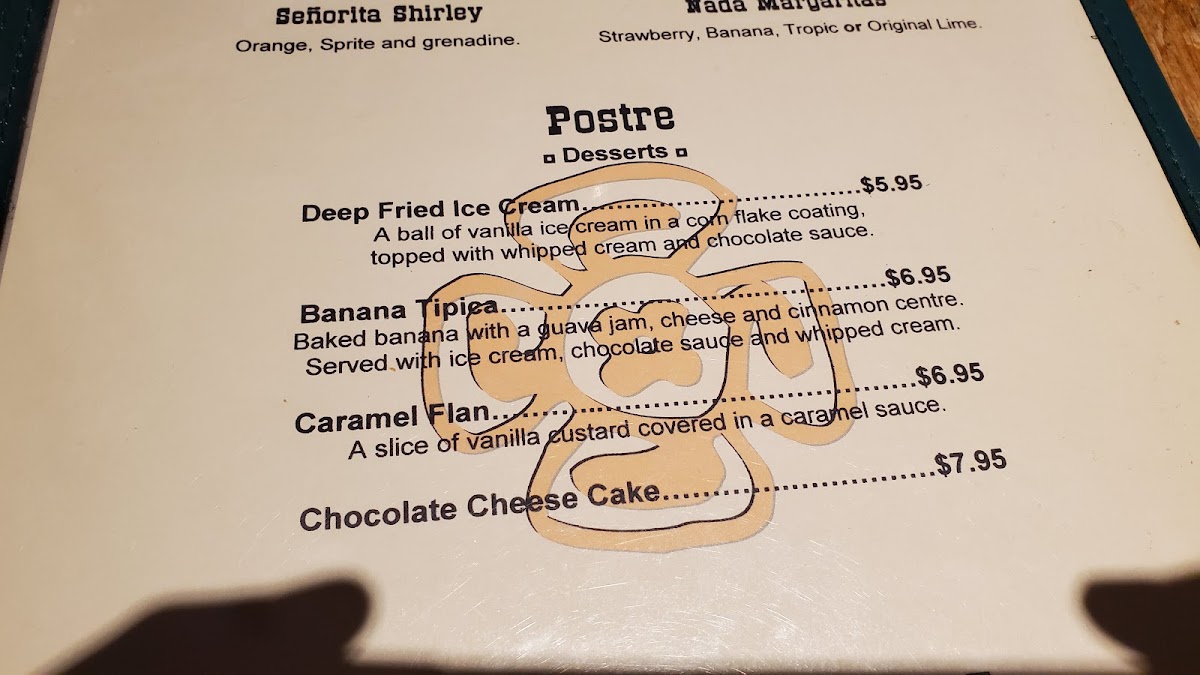 Señorita Shirley
Orange, Sprite and grenadine.
Nada Margaritas
Strawberry, Banana, Tropic or Original Lime.
Postre
¤ Desserts ¤
Deep Fried Ice Cream..............................$5.95
A ball of vanilla ice cream in a corn flake coating,
topped with whipped cream and chocolate sauce.
Banana Tipica..........................................$6.95
Baked banana with a guava jam, cheese and cinnamon centre.
Served with ice cream, chocolate sauce and whipped cream.
Caramel Flan..............................................$6.95
A slice of vanilla custard covered in a caramel sauce.
Chocolate Cheese Cake..............................$7.95